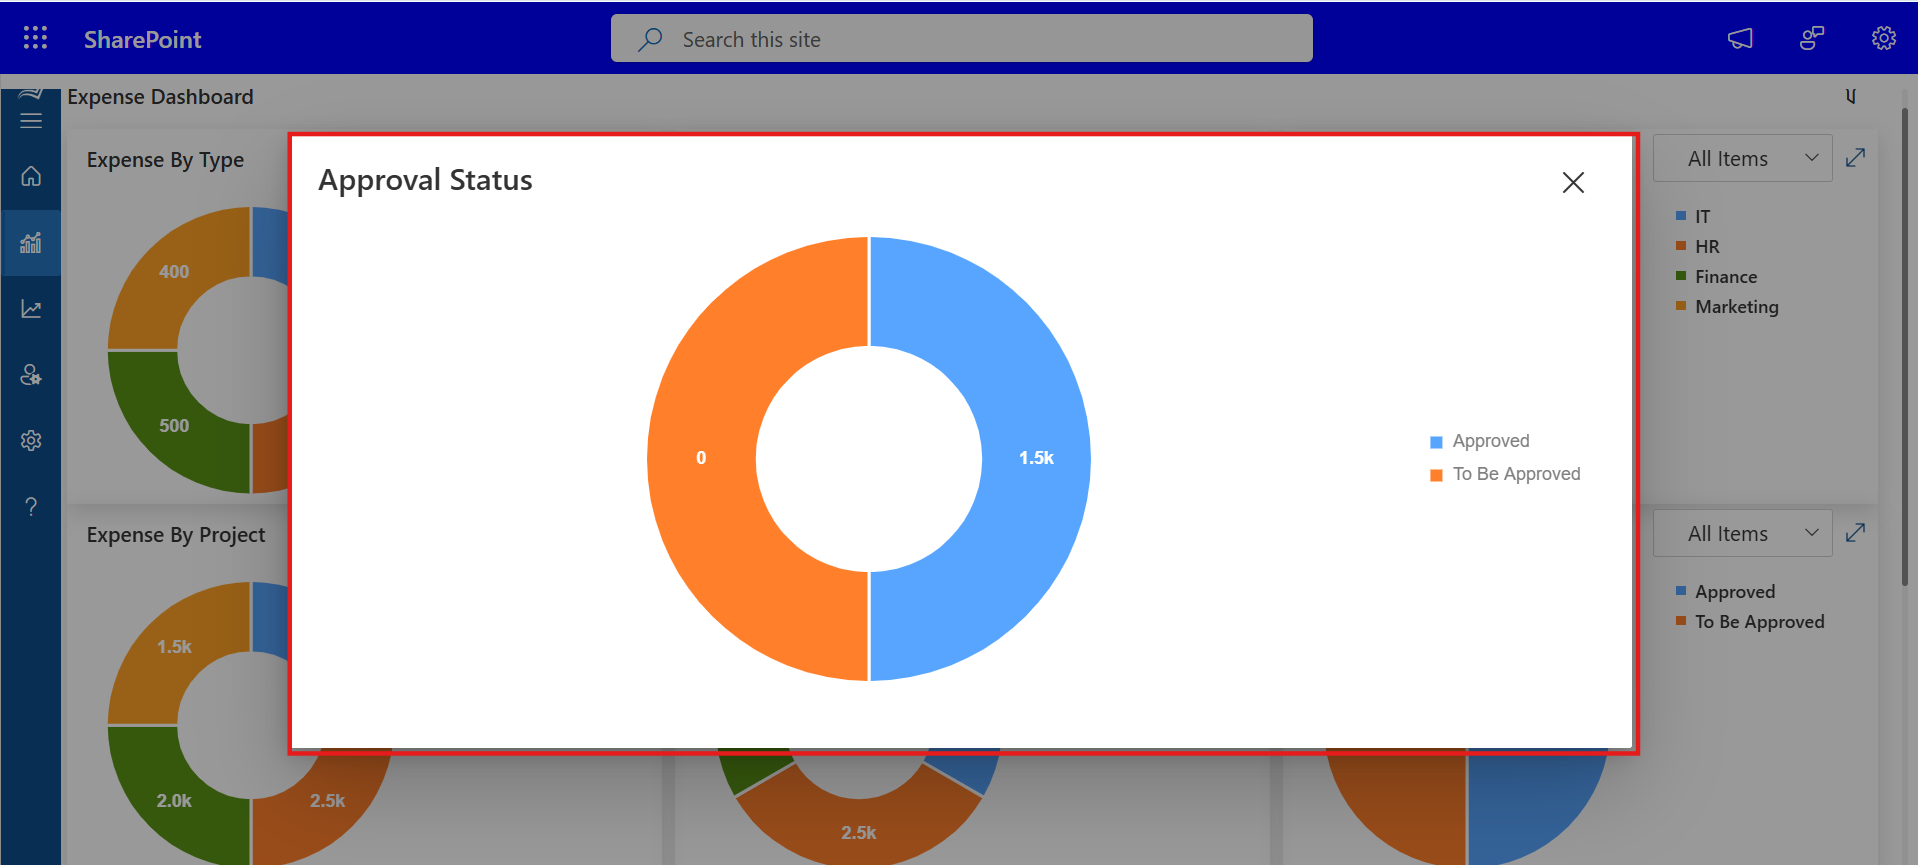 SharePoint
Search this site
Expense Dashboard
Expense By Type
400
500
Approval Status
0
1.5k
Approved
To Be Approved
All Items
IT
HR
Finance
Marketing
Expense By Project
1.5k
2.0k
2.5k
2.5k
All Items
Approved
To Be Approved